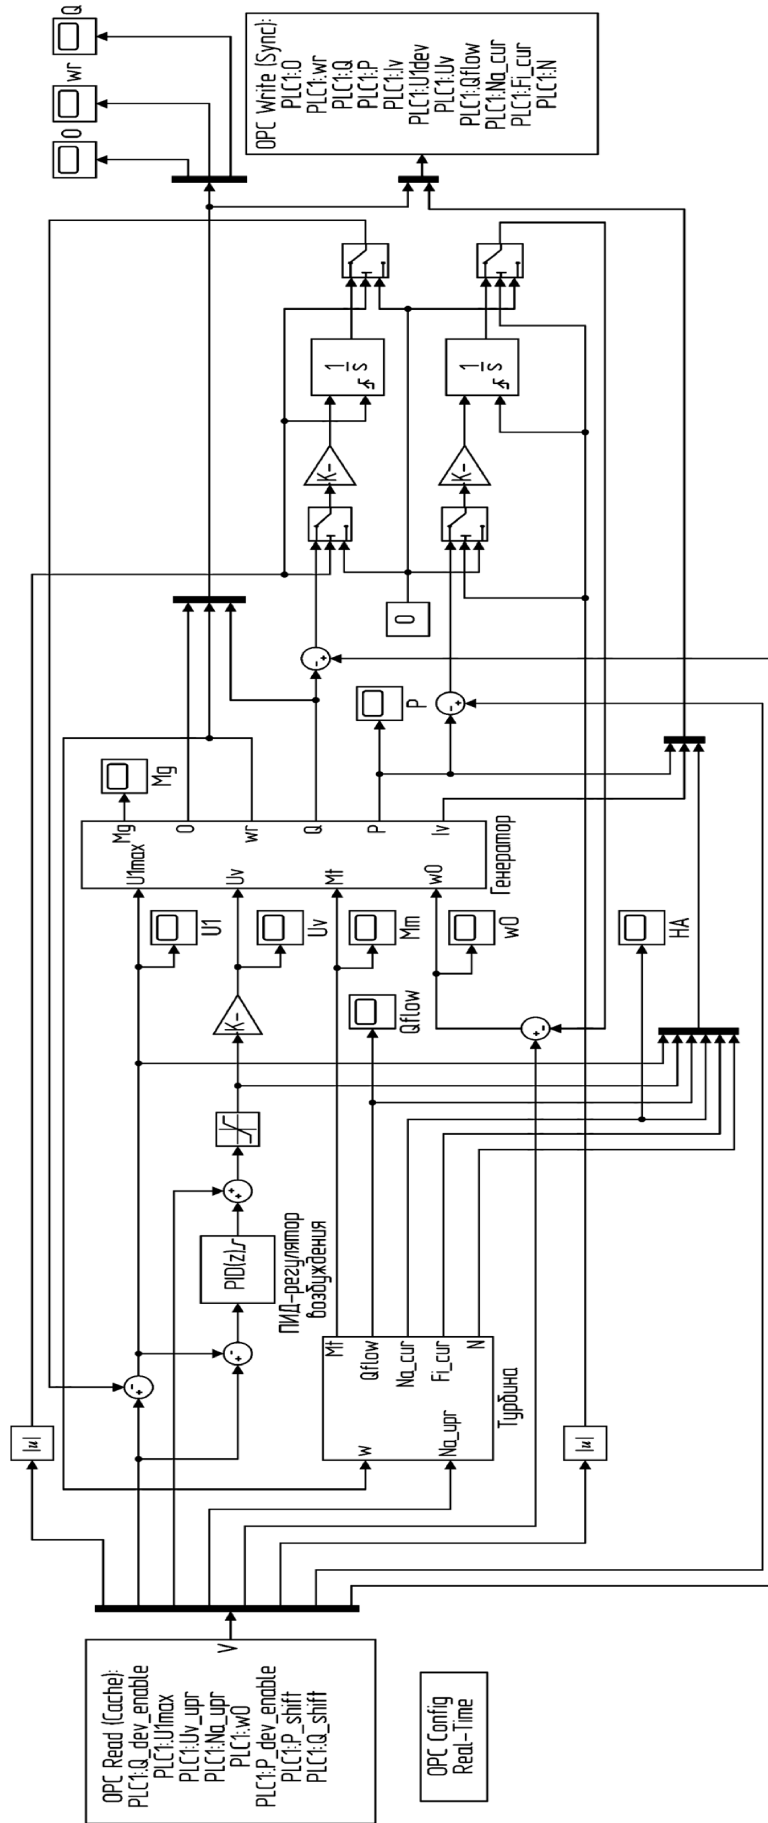 OPC Read (Cache):
PLC1:Q_dev_enable
PLC1:U1max
PLC1:Uv_upr
PLC1:Na_upr
PLC1:w0
PLC1:P_dev_enable
PLC1:P_shift
PLC1:Q_shift
V
OPC Config
Real-Time
|u|
|u|
w
Na_upr
Mt
Qflow
Na_cur
Fi_cur
N
Турбина
PID(z)
ПИД-регулятор
возбуждения
K-
U1
Uv
Mm
w0
Qflow
HA
U1max
Uv
Mt
w0
Mg
O
wr
Q
P
Iv
Генератор
Mg
P
0
K-
K-
1
s
1
s
O
wr
Q
OPC Write (Sync):
PLC1:O
PLC1:wr
PLC1:Q
PLC1:P
PLC1:Iv
PLC1:U1dev
PLC1:Uv
PLC1:Qflow
PLC1:Na_cur
PLC1:Fi_cur
PLC1:N